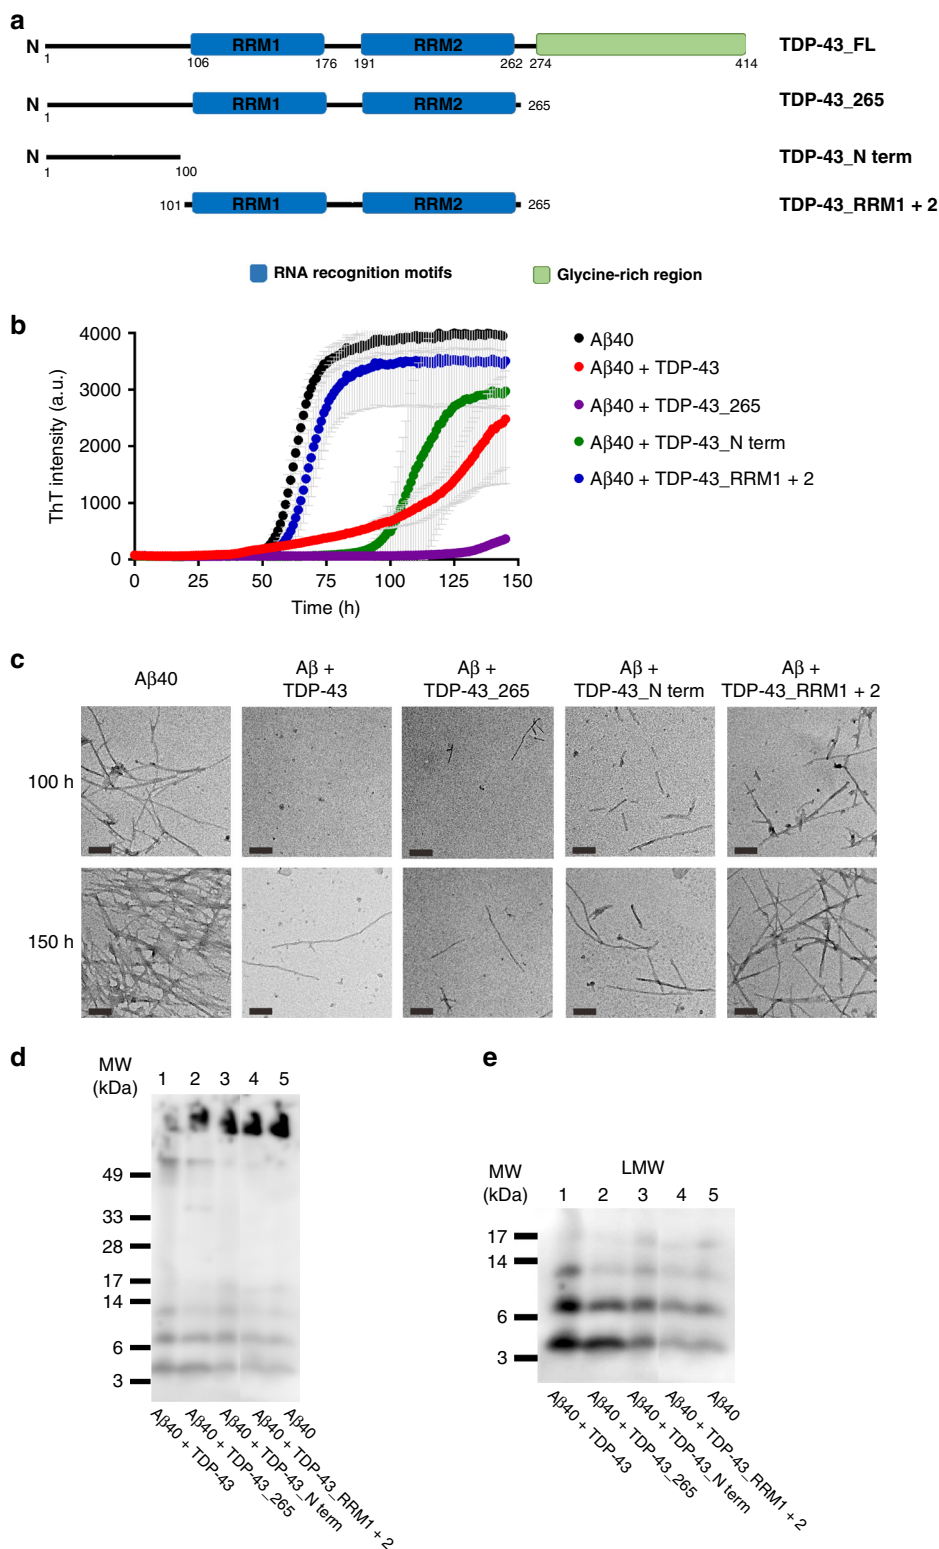 a
N RRM1 RRM2 TDP-43_FL
1 106 176 191 262 274 414
N RRM1 RRM2 265 TDP-43_265
1
N TDP-43_N term
1 100
101 RRM1 RRM2 265 TDP-43_RRM1 + 2
RNA recognition motifs Glycine-rich region
b
ThT intensity (a.u.)
4000
3000
2000
1000
0
0 25 50 75 100 125 150
Time (h)
Aβ40
Aβ40 + TDP-43
Aβ40 + TDP-43_265
Aβ40 + TDP-43_N term
Aβ40 + TDP-43_RRM1 + 2
c
Aβ40
Aβ +
TDP-43
Aβ +
TDP-43_265
Aβ +
TDP-43_N term
Aβ +
TDP-43_RRM1 + 2
100 h
150 h
d
MW
(kDa)
1 2 3 4 5
49
33
28
17
14
6
3
Aβ40 + TDP-43
Aβ40 + TDP-43_265
Aβ40 + TDP-43_N term
Aβ40 + TDP-43_RRM1 + 2
Aβ40
e
MW
(kDa)
LMW
1 2 3 4 5
17
14
6
3
Aβ40 + TDP-43
Aβ40 + TDP-43_265
Aβ40 + TDP-43_N term
Aβ40 + TDP-43_RRM1 + 2
Aβ40